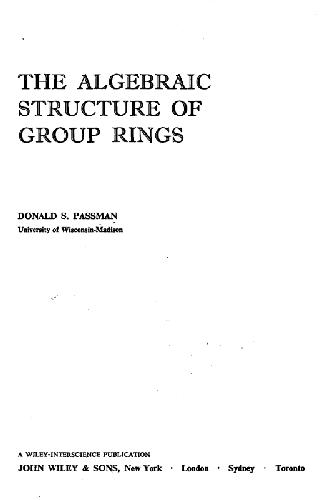 THE ALGEBRAIC
STRUCTURE OF
GROUP RINGS
DONALD S. PASSMAN
University of Wisconsin-Madison
A WILEY-INTERSCIENCE PUBLICATION
JOHN WILEY & SONS, New York · London · Sydney · Toronto